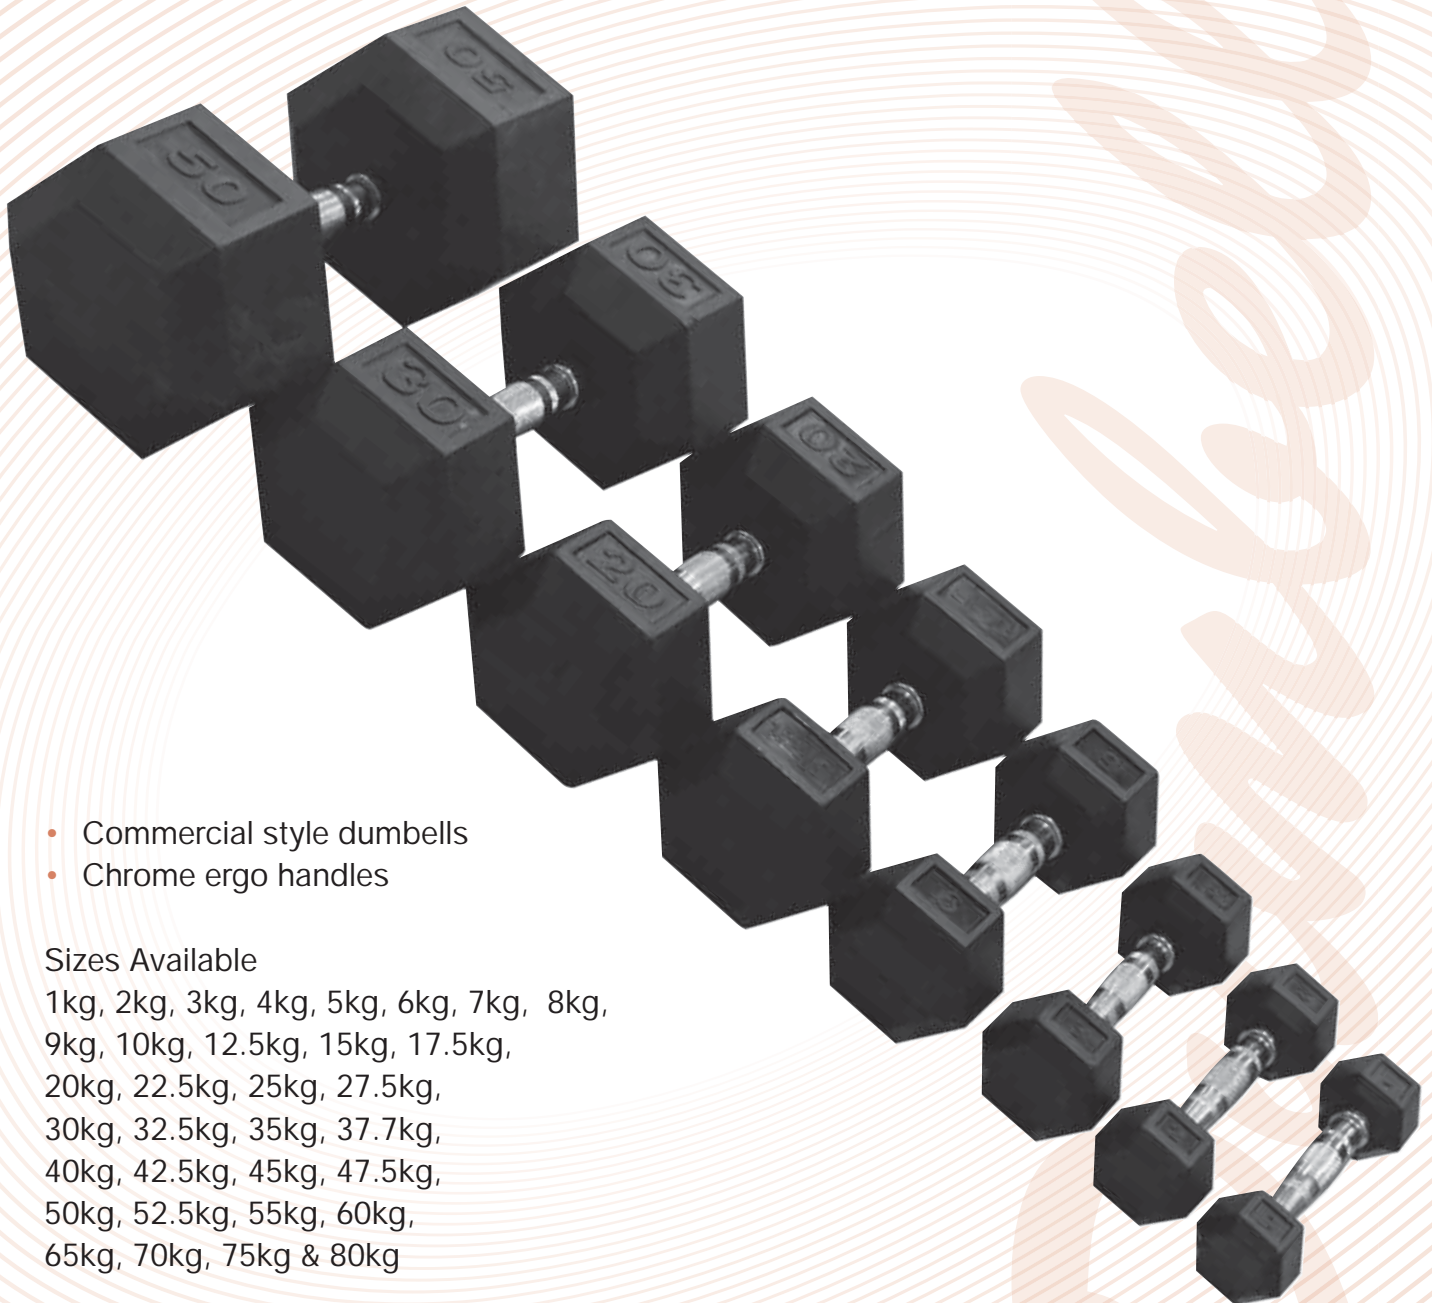 50
50
30
30
20
20
• Commercial style dumbells
• Chrome ergo handles
Sizes Available
1kg, 2kg, 3kg, 4kg, 5kg, 6kg, 7kg,  8kg,
9kg, 10kg, 12.5kg, 15kg, 17.5kg,
20kg, 22.5kg, 25kg, 27.5kg,
30kg, 32.5kg, 35kg, 37.7kg,
40kg, 42.5kg, 45kg, 47.5kg,
50kg, 52.5kg, 55kg, 60kg,
65kg, 70kg, 75kg & 80kg